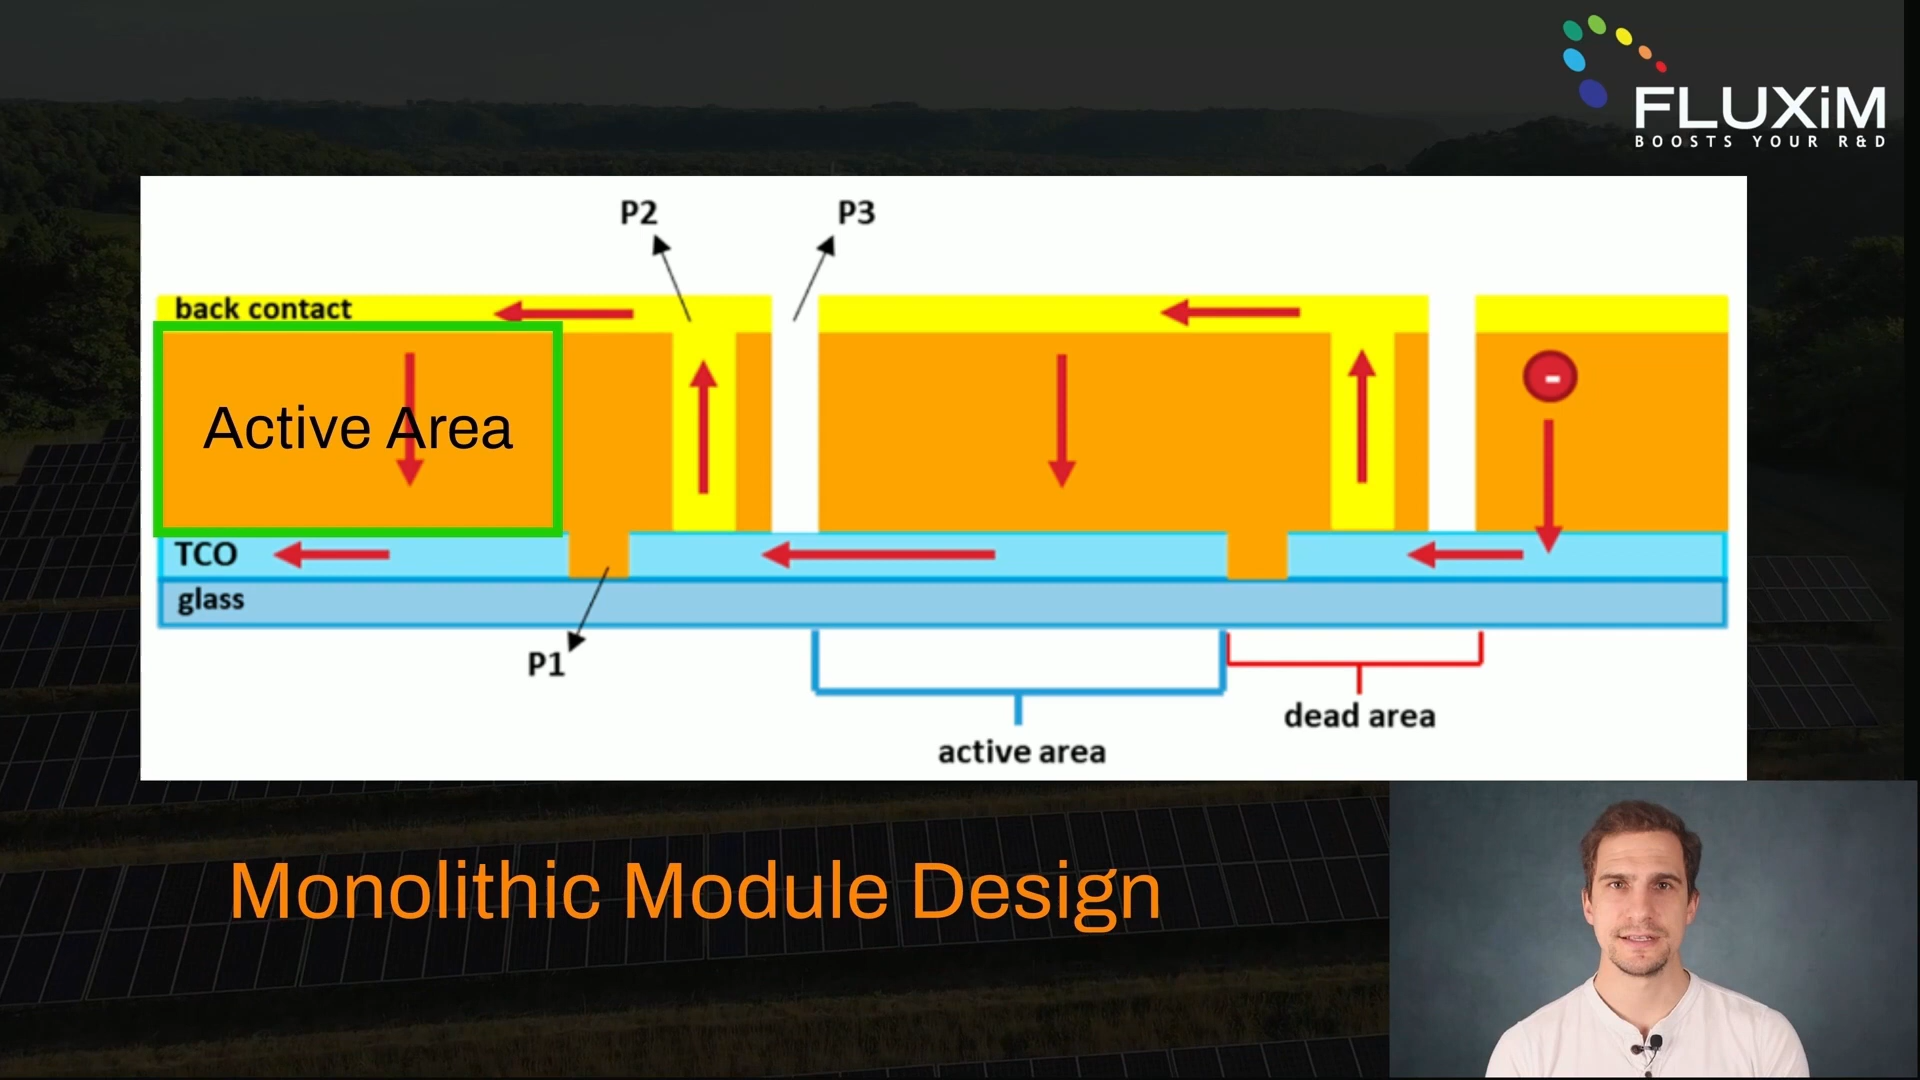 FLUXiM
BOOSTS YOUR R&D
P2
P3
back contact
Active Area
-
TCO
glass
P1
active area
dead area
Monolithic Module Design